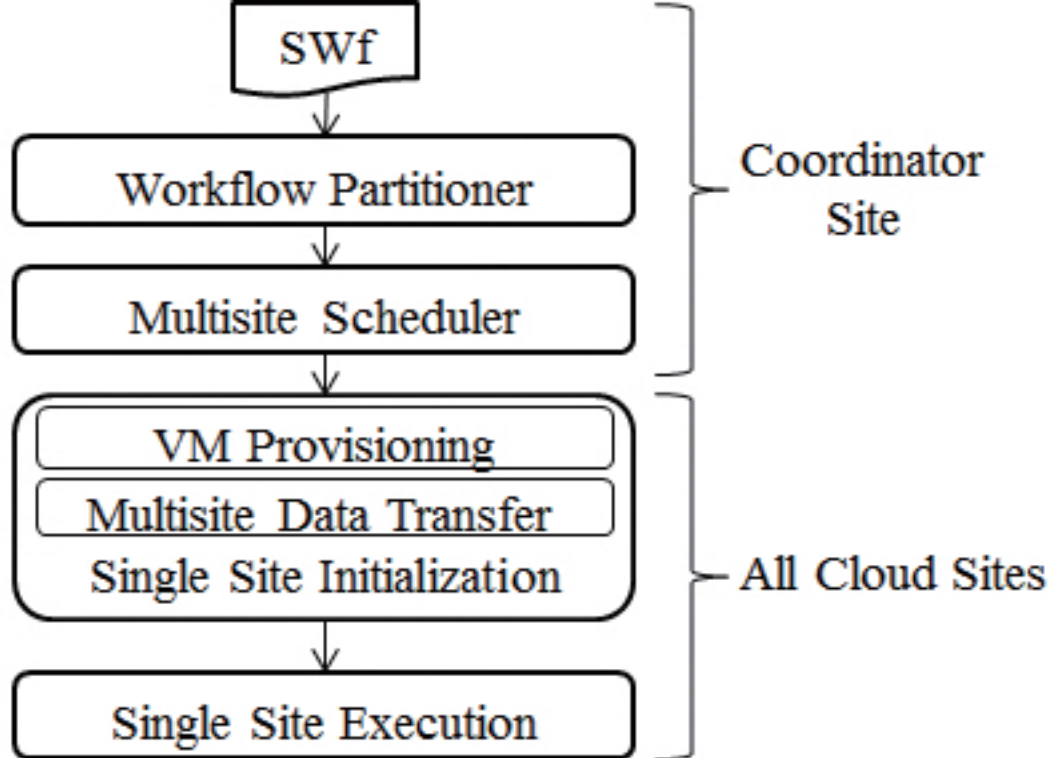 SWf
Workflow Partitioner
Multisite Scheduler
Coordinator
Site
VM Provisioning
Multisite Data Transfer
Single Site Initialization
All Cloud Sites
Single Site Execution